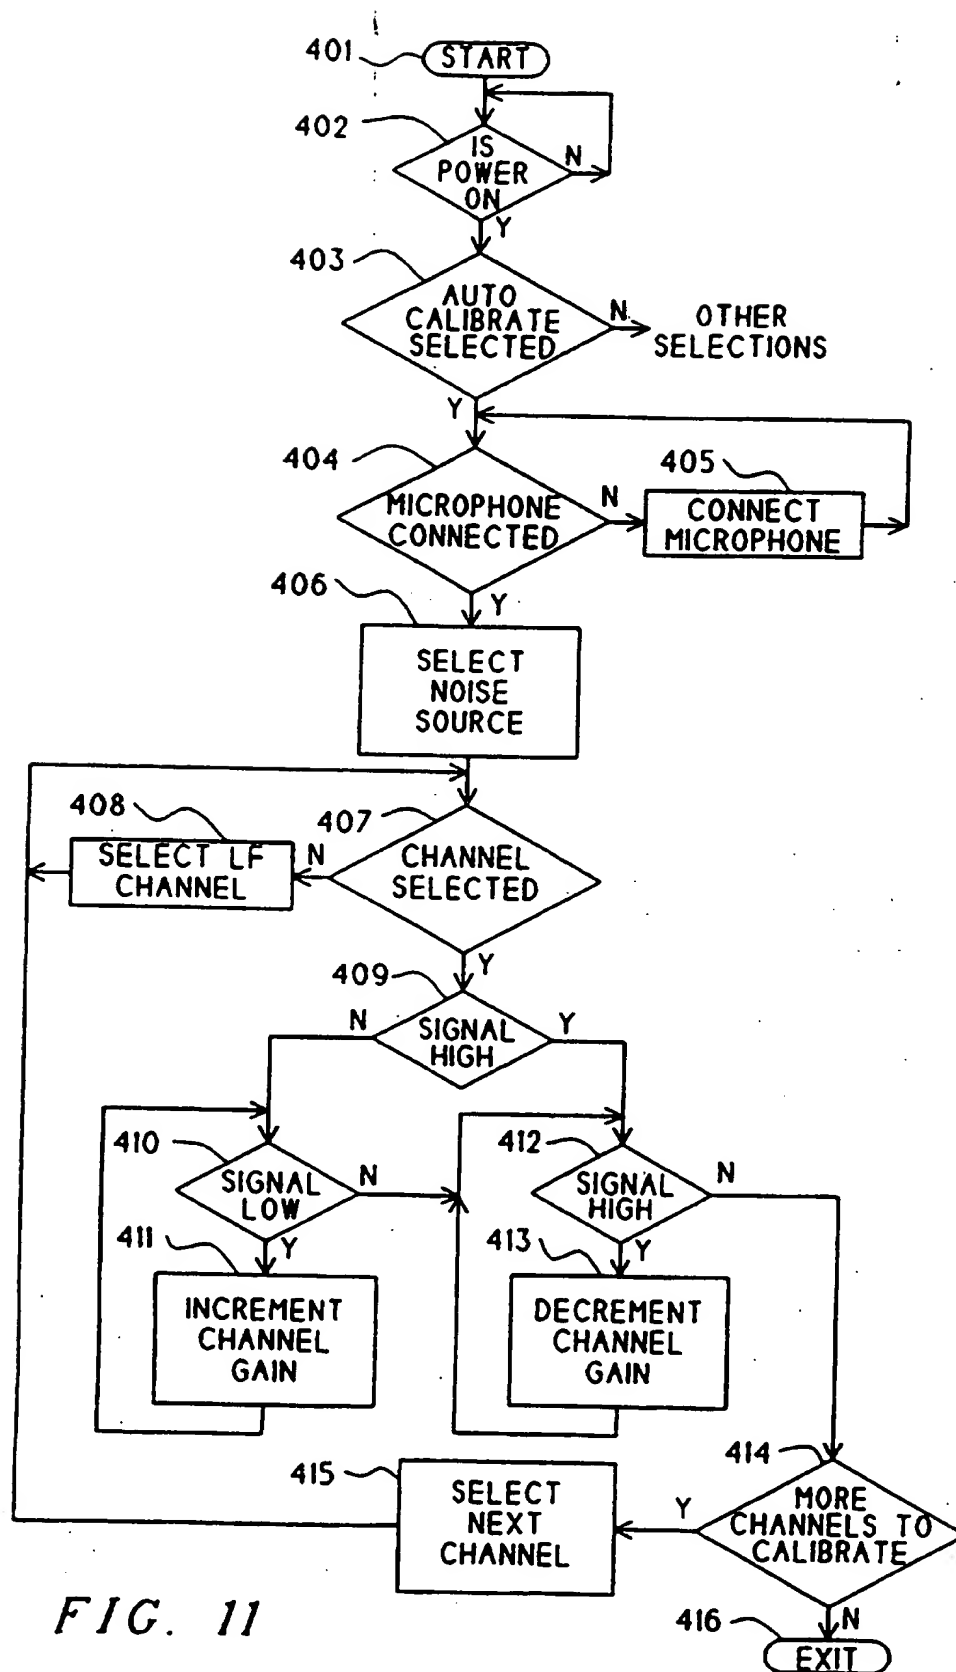 401
START
402
IS
POWER
ON
N
Y
403
AUTO
CALIBRATE
SELECTED
N
OTHER
SELECTIONS
Y
404
MICROPHONE
CONNECTED
N
405
CONNECT
MICROPHONE
Y
406
SELECT
NOISE
SOURCE
408
SELECT LF
CHANNEL
N
407
CHANNEL
SELECTED
Y
409
SIGNAL
HIGH
N
Y
410
SIGNAL
LOW
N
Y
411
INCREMENT
CHANNEL
GAIN
412
SIGNAL
HIGH
N
Y
413
DECREMENT
CHANNEL
GAIN
414
MORE
CHANNELS TO
CALIBRATE
Y
415
SELECT
NEXT
CHANNEL
N
416
EXIT
FIG. 11